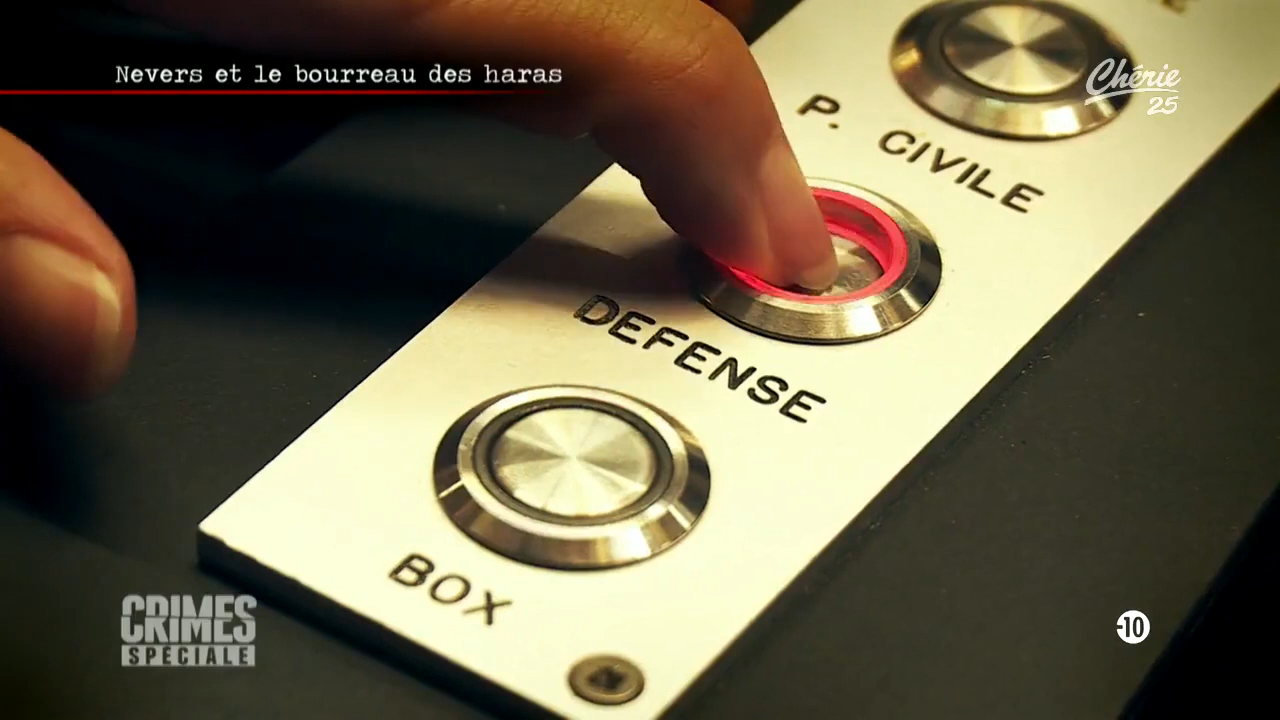 Nevers et le bourreau des haras
Chérie
25
P. CIVILE
DEFENSE
BOX
CRIMES
SPECIALE
-10